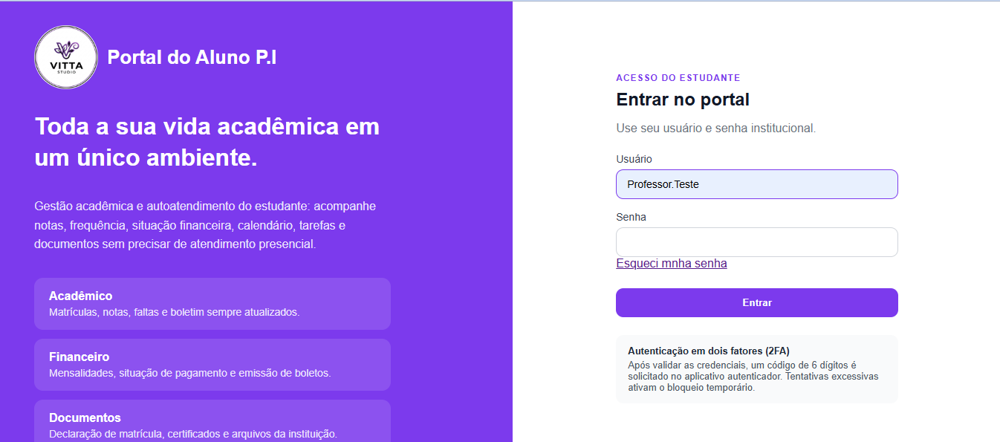 VITTA
STUDIO
Portal do Aluno P.I
Toda a sua vida acadêmica em
um único ambiente.
Gestão acadêmica e autoatendimento do estudante: acompanhe
notas, frequência, situação financeira, calendário, tarefas e
documentos sem precisar de atendimento presencial.
Acadêmico
Matrículas, notas, faltas e boletim sempre atualizados.
Financeiro
Mensalidades, situação de pagamento e emissão de boletos.
Documentos
Declaração de matrícula, certificados e arquivos da instituição.
ACESSO DO ESTUDANTE
Entrar no portal
Use seu usuário e senha institucional.
Usuário
Professor.Teste
Senha
Esqueci mnha senha
Entrar
Autenticação em dois fatores (2FA)
Após validar as credenciais, um código de 6 dígitos é
solicitado no aplicativo autenticador. Tentativas excessivas
ativam o bloqueio temporário.